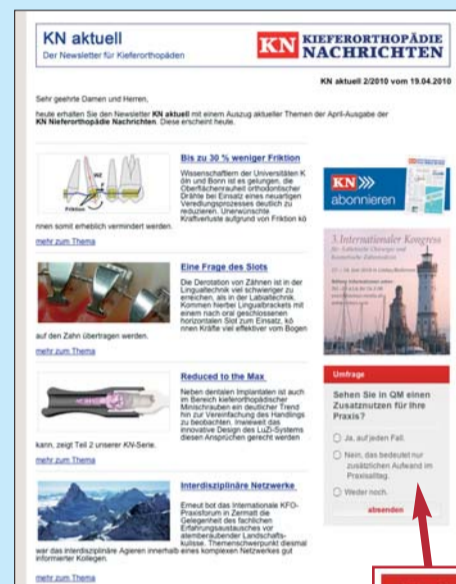 KN aktuell
Der Newsletter für Kieferorthopäden
KN KIEFERORTHOPÄDIE
NACHRICHTEN
KN aktuell 2/2010 vom 19.04.2010
Sehr geehrte Damen und Herren,
heute erhalten Sie den Newsletter KN aktuell mit einem Auszug aktueller Themen der April-Ausgabe der
KN Nieferorthopädie Nachrichten. Diese erscheint heute.
Bis zu 30 % weniger Friktion
Wissenschaftlern der Universitäten K
öln und Bonn ist es gelungen, die
Oberflächenrauheit orthodontischer
Drähte bei Einsatz eines neuartigen
Veredlungsprozesses deutlich zu
reduzieren. Unerwünschte
Kraftverluste aufgrund von Friktion kö
nnen somit erheblich vermindert werden.
Friktion
mehr zum Thema
Eine Frage des Slots
Die Derotation von Zähnen ist in der
Lingualtechnik viel schwieriger zu
erreichen, als in der Labialtechnik.
Kommen hierbei Lingualbrackets mit
einem nach oral geschlossenen
horizontalen Slot zum Einsatz, kö
nnen Kräfte viel effektiver vom Bogen
auf den Zahn übertragen werden.
mehr zum Thema
Reduced to the Max
Neben dentalen Implantaten ist auch
im Bereich kieferorthopädischer
Minischrauben ein deutlicher Trend
hin zur Vereinfachung des Handlings
zu beobachten. Inwieweit das
innovative Design des LuZi-Systems
diesen Ansprüchen gerecht werden
kann, zeigt Teil 2 unserer KN-Serie.
mehr zum Thema
Interdisziplinäre Netzwerke
Erneut bot das Internationale KFO-
Praxisforum in Zermatt die
Gelegenheit des fachlichen
Erfahrungsaustausches vor
atemberaubender Landschafts-
kulisse. Themenschwerpunkt diesmal
war das interdisziplinäre Agieren innerhalb eines komplexen Netzwerkes gut
informierter Kollegen.
mehr zum Thema
KN
abonnieren
3. Internationaler Kongress
für Ästhetische Chirurgie und
Kosmetische Zahnmedizin
Umfrage
Sehen Sie in QM einen
Zusatznutzen für Ihre
Praxis?
Ja, auf jeden Fall.
Nein, das bedeutet nur
zusätzlichen Aufwand im
Praxisalltag.
Weder noch.
absenden